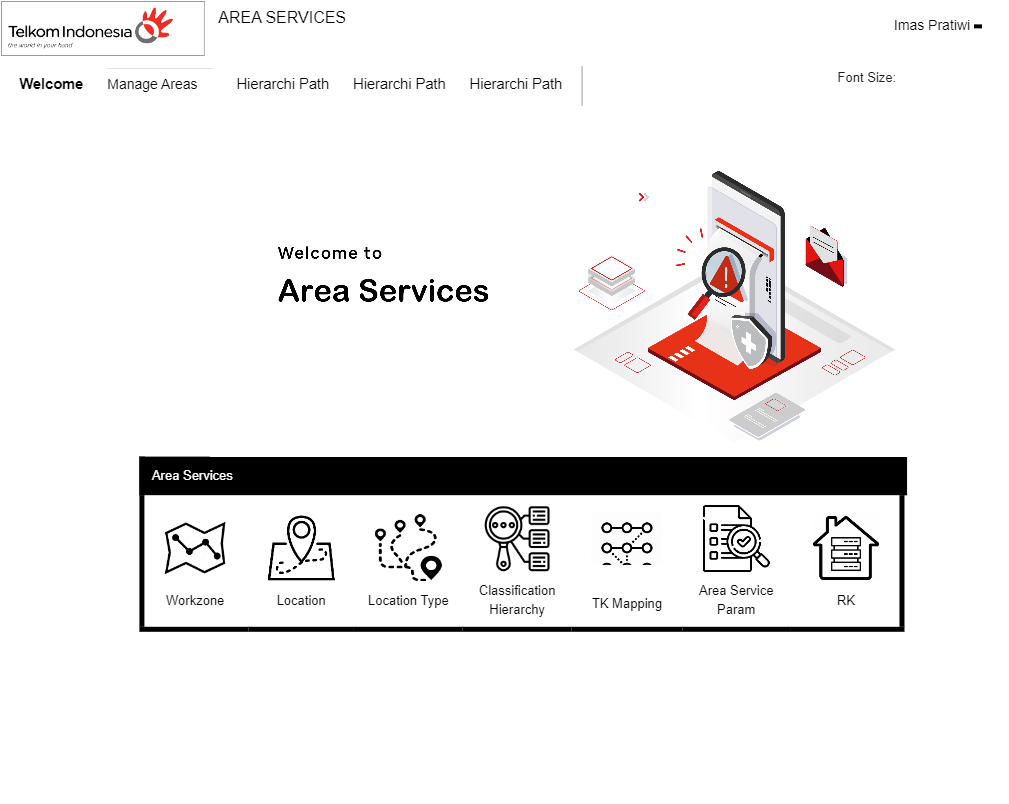 Telkom Indonesia
the world in your hand
AREA SERVICES
Imas Pratiwi
Welcome
Manage Areas
Hierarchi Path
Hierarchi Path
Hierarchi Path
Font Size:
Welcome to
Area Services
Area Services
Workzone
Location
Location Type
Classification
Hierarchy
TK Mapping
Area Service
Param
RK